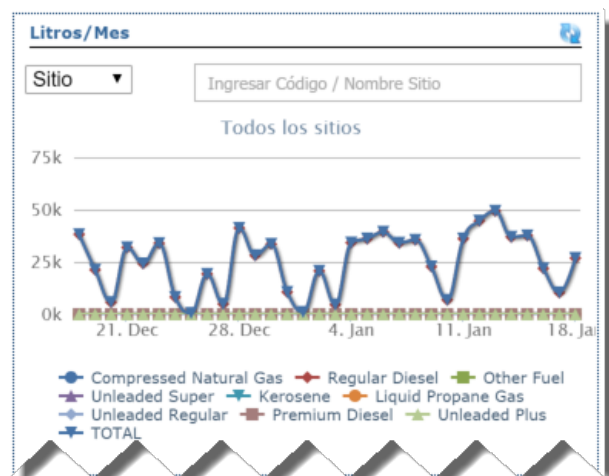 Litros/Mes
Sitio ▼ Ingresar Código / Nombre Sitio
Todos los sitios
75k
50k
25k
0k
21. Dec 28. Dec 4. Jan 11. Jan 18. Ja
Compressed Natural Gas Regular Diesel Other Fuel
Unleaded Super Kerosene Liquid Propane Gas
Unleaded Regular Premium Diesel Unleaded Plus
TOTAL